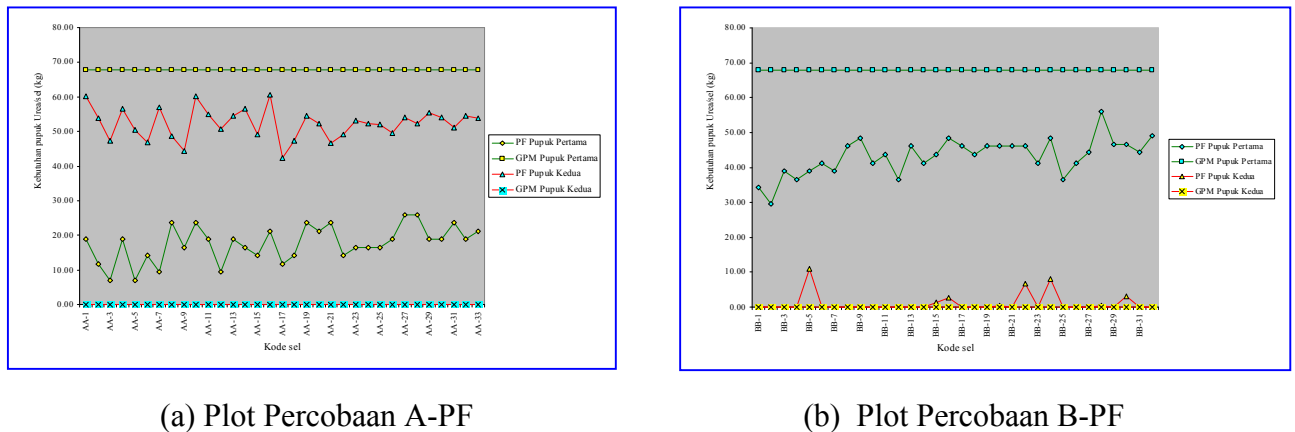 80.00
70.00
60.00
50.00
40.00
30.00
20.00
10.00
0.00
Kebutuhan pupuk Urea/sel (kg)
AA-1
AA-3
AA-5
AA-7
AA-9
AA-11
AA-13
AA-15
AA-17
AA-19
AA-21
AA-23
AA-25
AA-27
AA-29
AA-31
AA-33
Kode sel
PF Pupuk Pertama
GPM Pupuk Pertama
PF Pupuk Kedua
GPM Pupuk Kedua
(a) Plot Percobaan A-PF
80.00
70.00
60.00
50.00
40.00
30.00
20.00
10.00
0.00
Kebutuhan pupuk Urea/sel (kg)
BB-1
BB-3
BB-5
BB-7
BB-9
BB-11
BB-13
BB-15
BB-17
BB-19
BB-21
BB-23
BB-25
BB-27
BB-29
BB-31
Kode sel
PF Pupuk Pertama
GPM Pupuk Pertama
PF Pupuk Kedua
GPM Pupuk Kedua
(b) Plot Percobaan B-PF